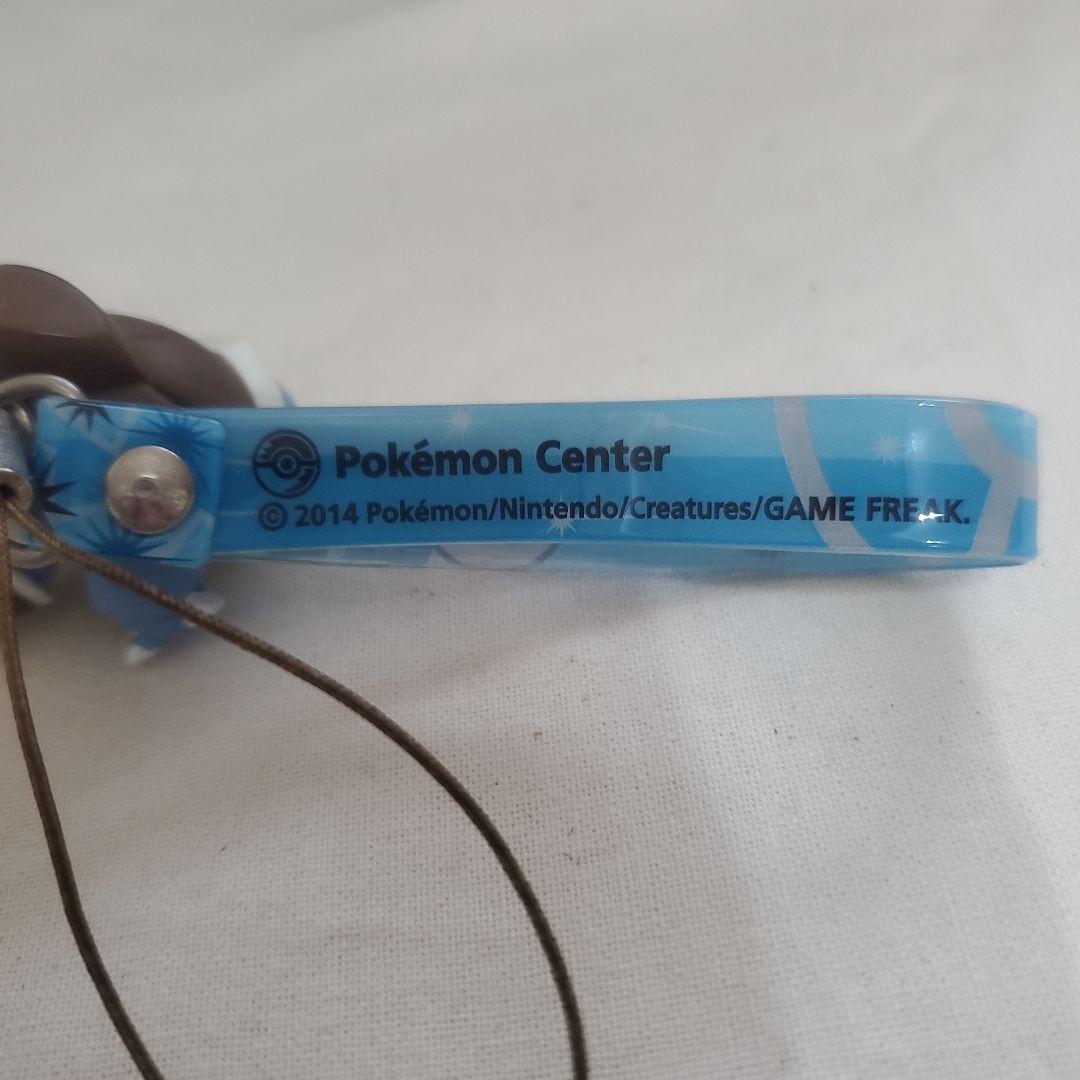 Pokémon Center
© 2014 Pokémon/Nintendo/Creatures/GAME FREAK.